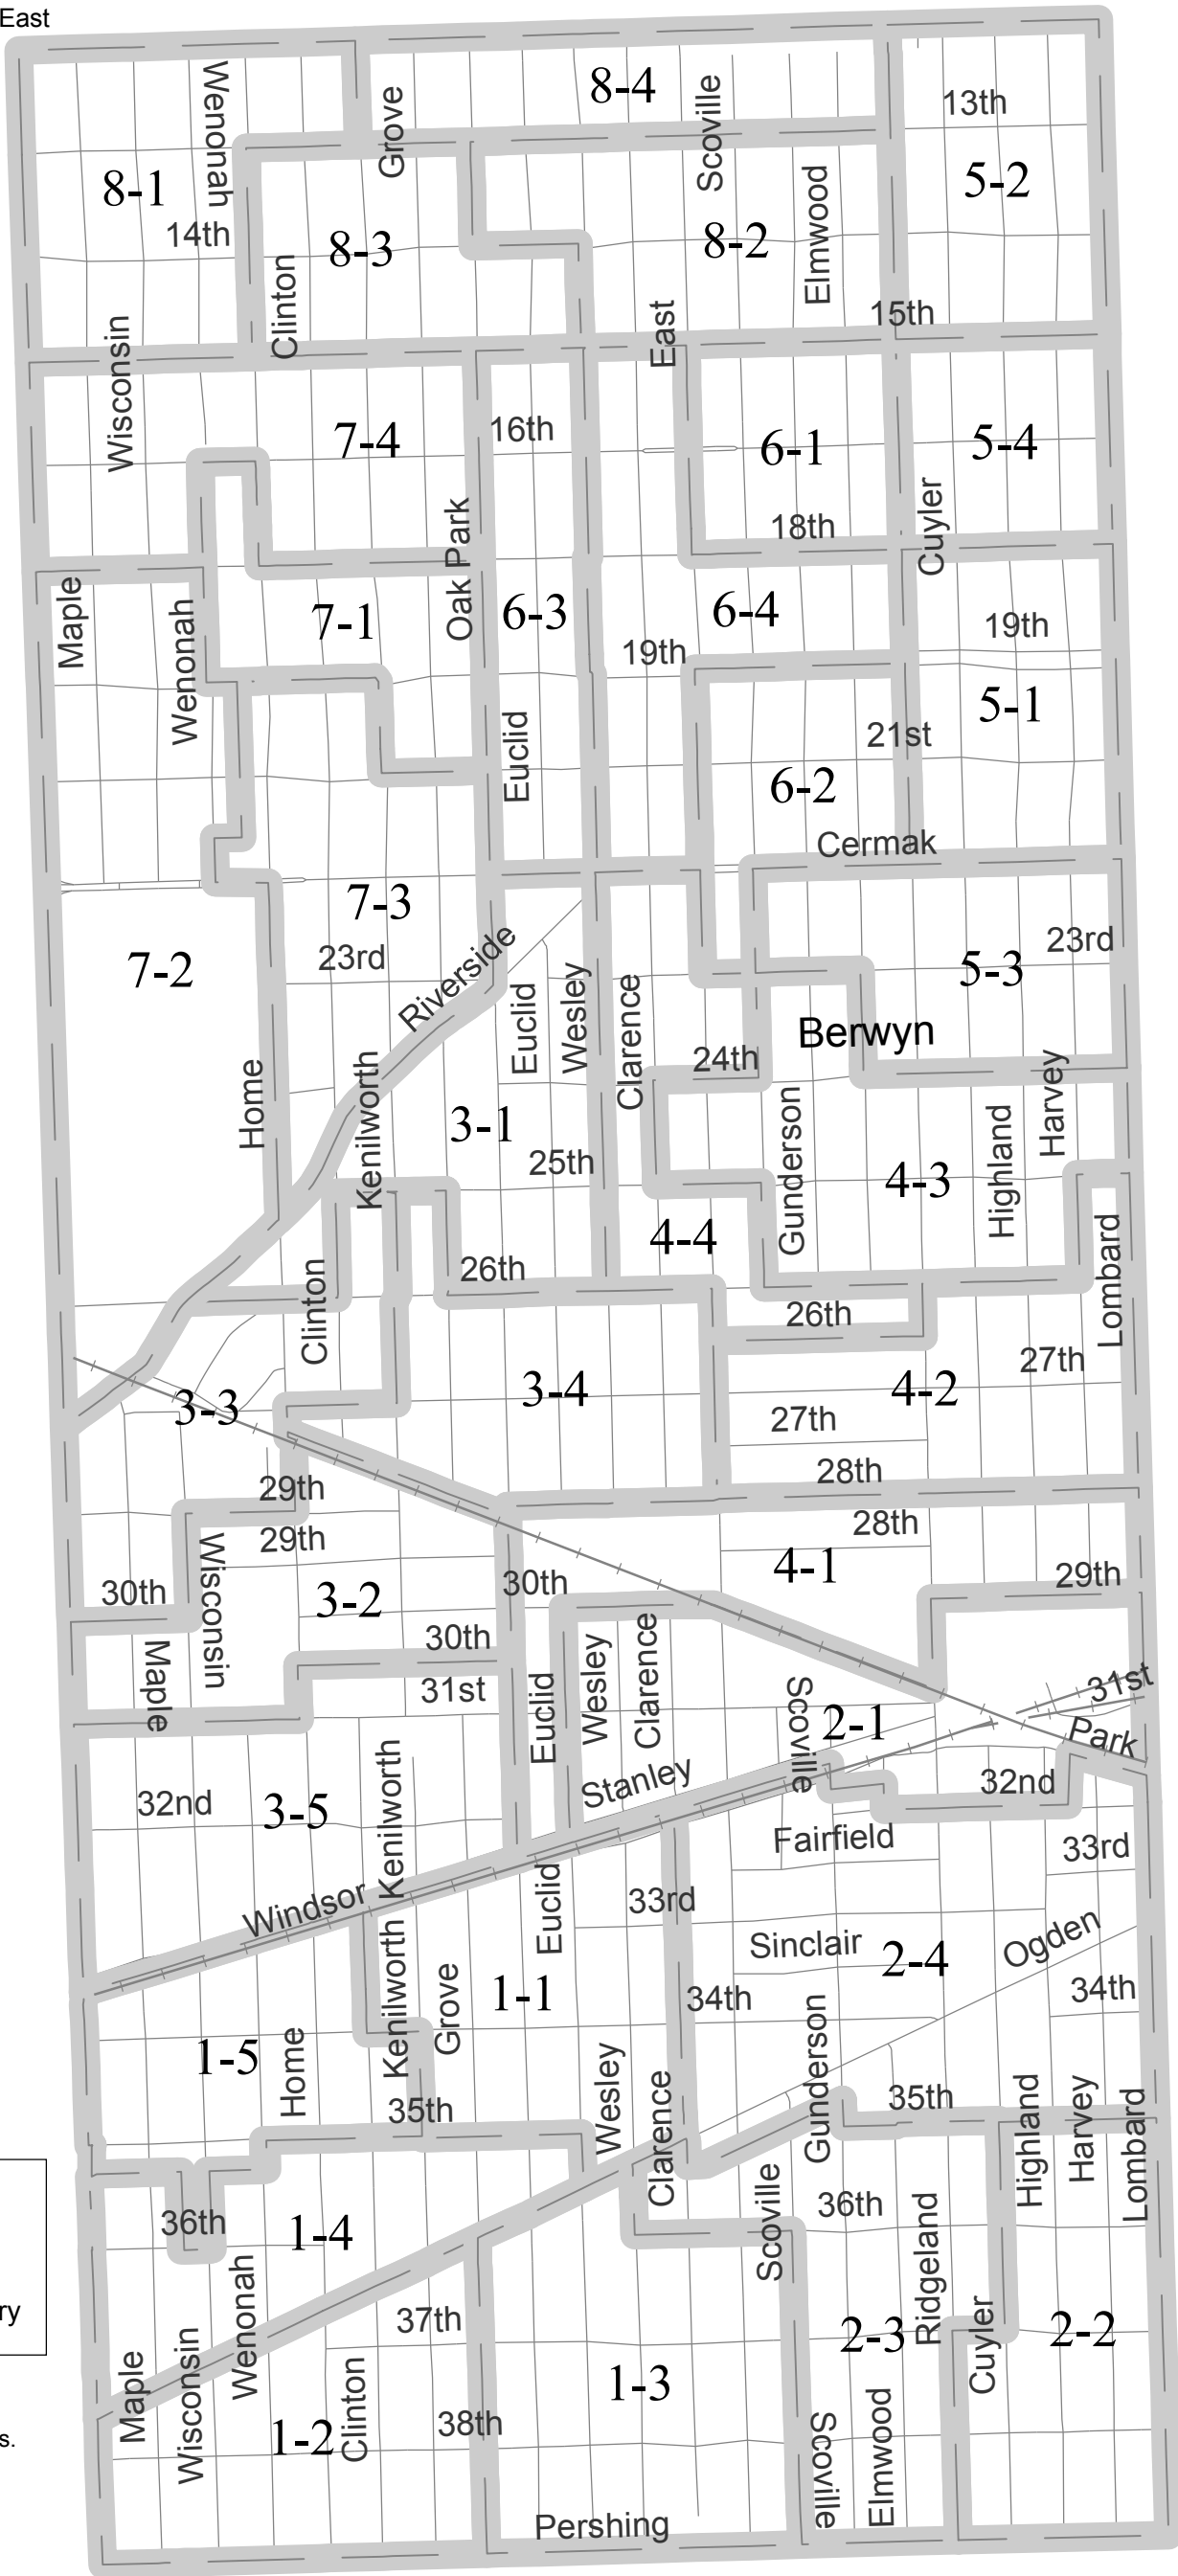 East
8-4
Wenonah
Grove
Scoville
13th
8-1
5-2
14th
8-3
8-2
Elmwood
Clinton
15th
East
Wisconsin
7-4
16th
6-1
5-4
Oak Park
18th
Cuyler
Maple
Wenonah
7-1
6-3
6-4
19th
19th
5-1
Euclid
21st
6-2
Cermak
7-3
7-2
23rd
Riverside
23rd
5-3
Euclid
Wesley
Clarence
Berwyn
24th
Home
Kenilworth
3-1
Gunderson
Highland
Harvey
25th
4-3
4-4
Lombard
26th
Clinton
26th
27th
3-3
3-4
4-2
27th
28th
29th
28th
29th
Wisconsin
30th
30th
4-1
29th
3-2
30th
Maple
31st
Euclid
Wesley
Clarence
Scoville
31st
2-1
Park
Stanley
32nd
32nd
3-5
Kenilworth
Fairfield
33rd
Windsor
Euclid
33rd
Sinclair
2-4
Ogden
Kenilworth
Grove
1-1
34th
34th
1-5
Home
Gunderson
Wesley
Clarence
35th
35th
Highland
Harvey
Lombard
36th
1-4
Scoville
36th
Ridgeland
Wenonah
ry
37th
2-3
2-2
Cuyler
Maple
Wisconsin
1-3
Clinton
1-2
38th
s.
Scoville
Elmwood
Pershing